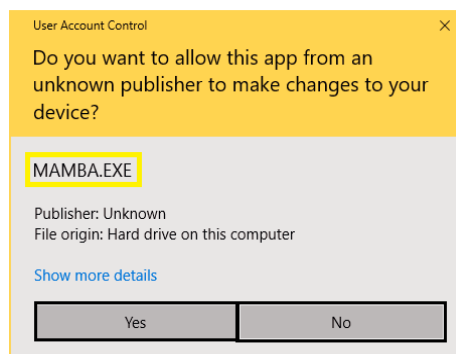 User Account Control
Do you want to allow this app from an
unknown publisher to make changes to your
device?
MAMBA.EXE
Publisher: Unknown
File origin: Hard drive on this computer
Show more details
Yes
No